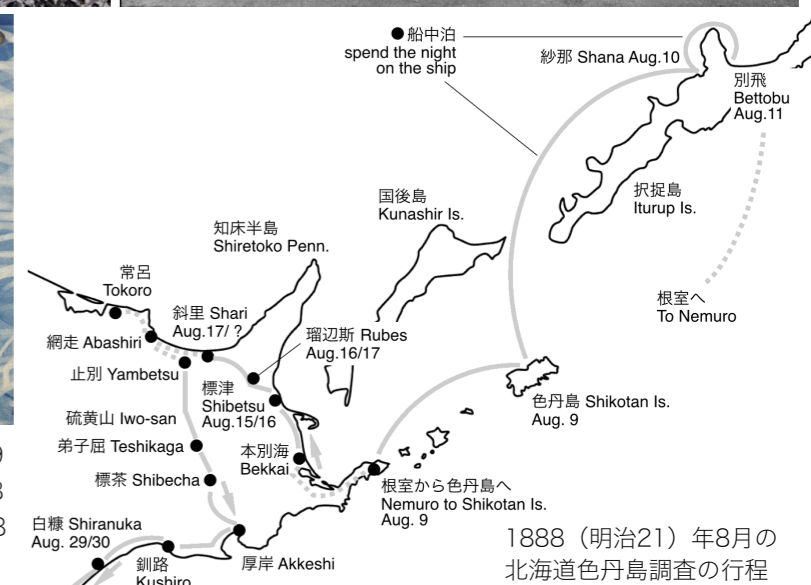 ● 船中泊
spend the night
on the ship
紗那 Shana Aug.10
別飛
Bettobu
Aug.11
択捉島
Iturup Is.
国後島
Kunashir Is.
知床半島
Shiretoko Penn.
根室へ
To Nemuro
常呂
Tokoro
斜里 Shari
Aug.17/ ?
網走 Abashiri
瑠辺斯 Rubes
Aug.16/17
止別 Yambetsu
標津
Shibetsu
Aug.15/16
色丹島 Shikotan Is.
Aug. 9
硫黄山 Iwo-san
弟子屈 Teshikaga
本別海
Bekkai
標茶 Shibecha
根室から色丹島へ
Nemuro to Shikotan Is.
Aug. 9
白糠 Shiranuka
Aug. 29/30
釧路
Kushiro
厚岸 Akkeshi
1888（明治21）年8月の
北海道色丹島調査の行程